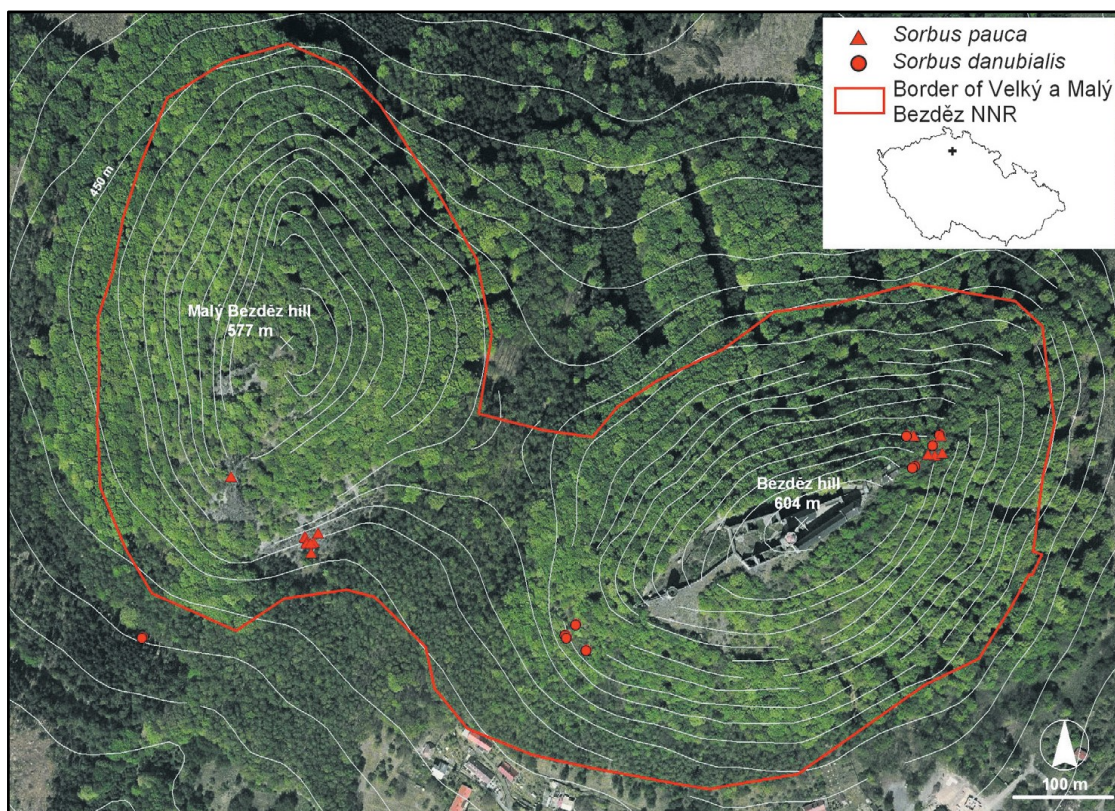 Sorbus pauca
Sorbus danubialis
Border of Velký a Malý
Bezděz NNR
450 m
Malý Bezděz hill
577 m
Bezděz hill
604 m
100 m